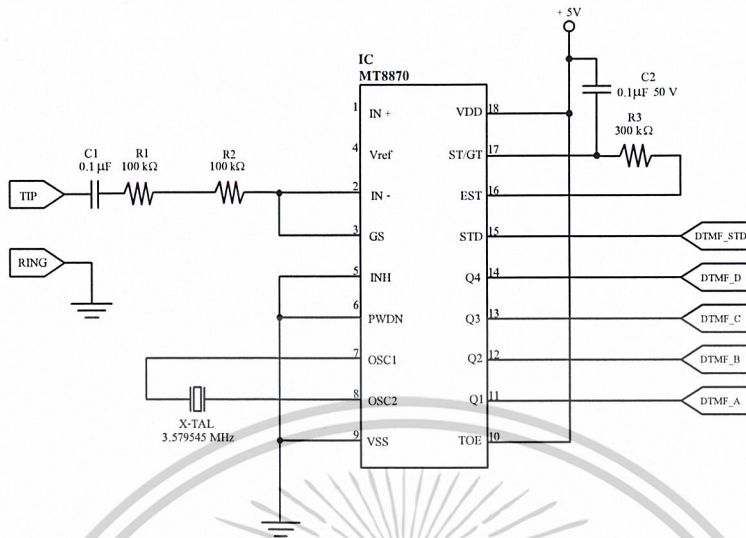 + 5V
IC
MT8870
C2
0.1µF 50 V
R3
300 kΩ
C1
0.1 µF
R1
100 kΩ
R2
100 kΩ
TIP
RING
1 IN +
4 Vref
2 IN -
3 GS
5 INH
6 PWDN
7 OSC1
8 OSC2
9 VSS
VDD 18
ST/GT 17
EST 16
STD 15
Q4 14
Q3 13
Q2 12
Q1 11
TOE 10
DTMF_STD
DTMF_D
DTMF_C
DTMF_B
DTMF_A
X-TAL
3.579545 MHz